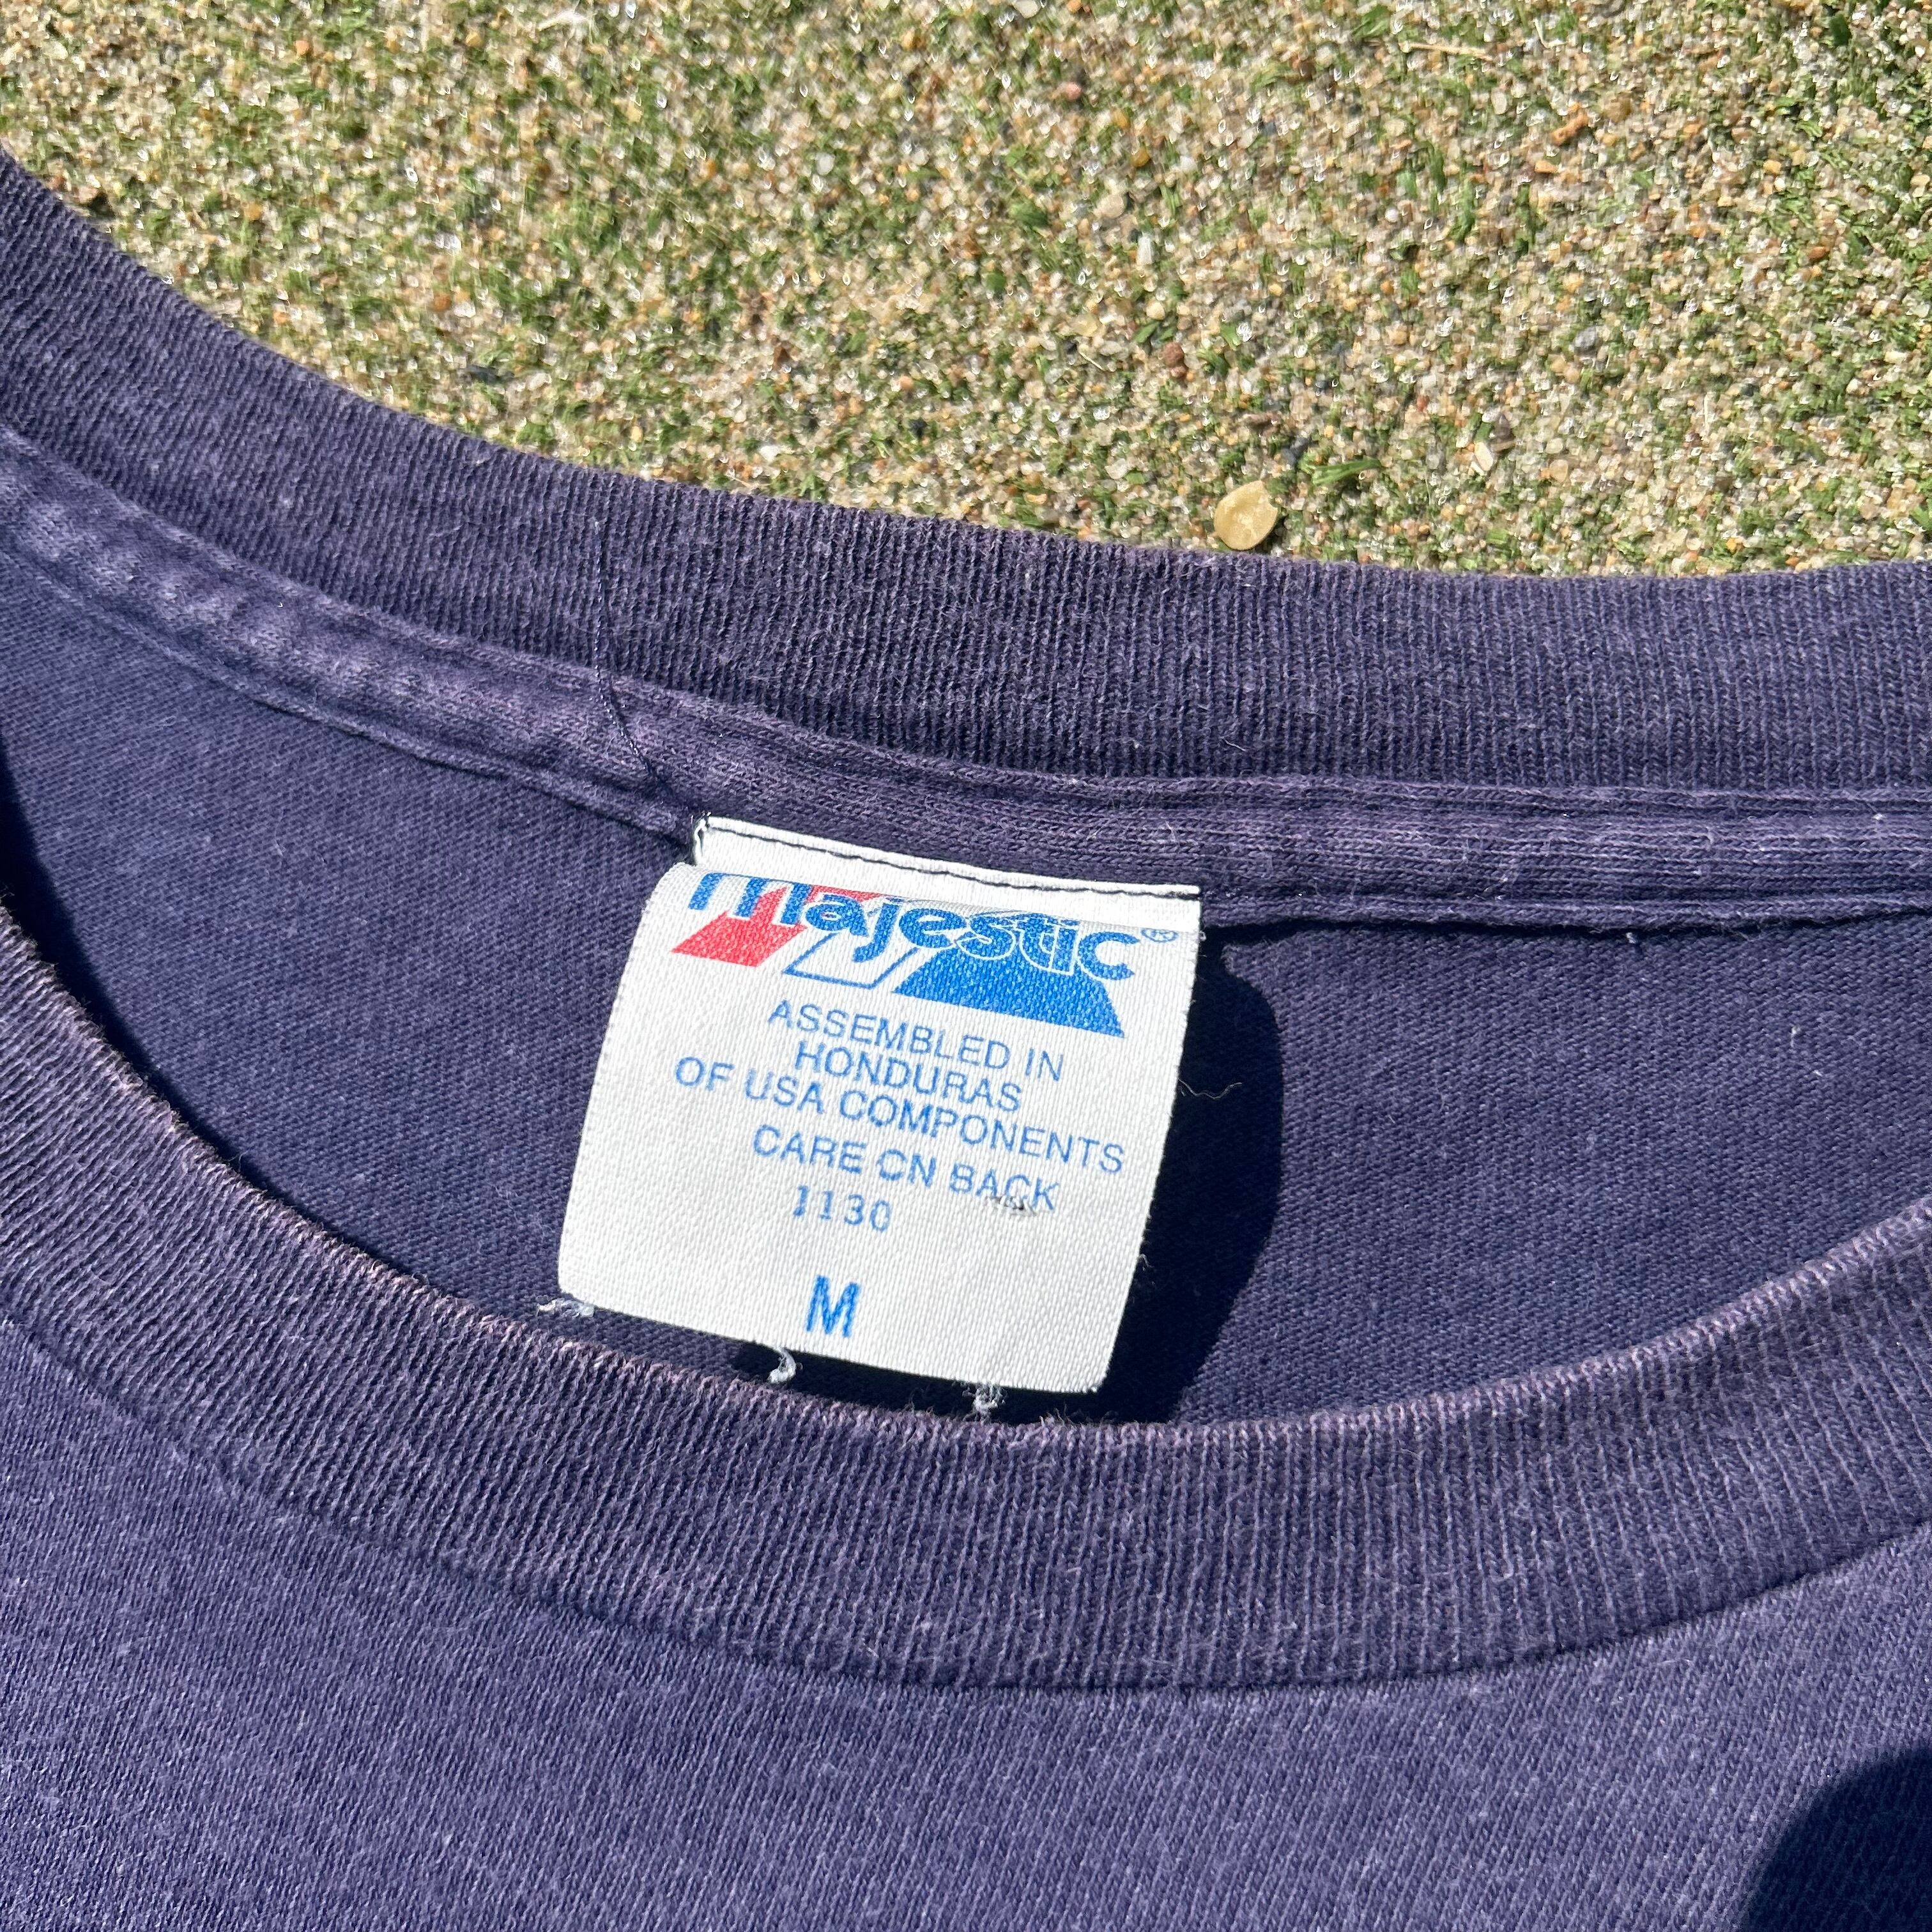 majestic®
ASSEMBLED IN
HONDURAS
OF USA COMPONENTS
CARE ON BACK
1130
M